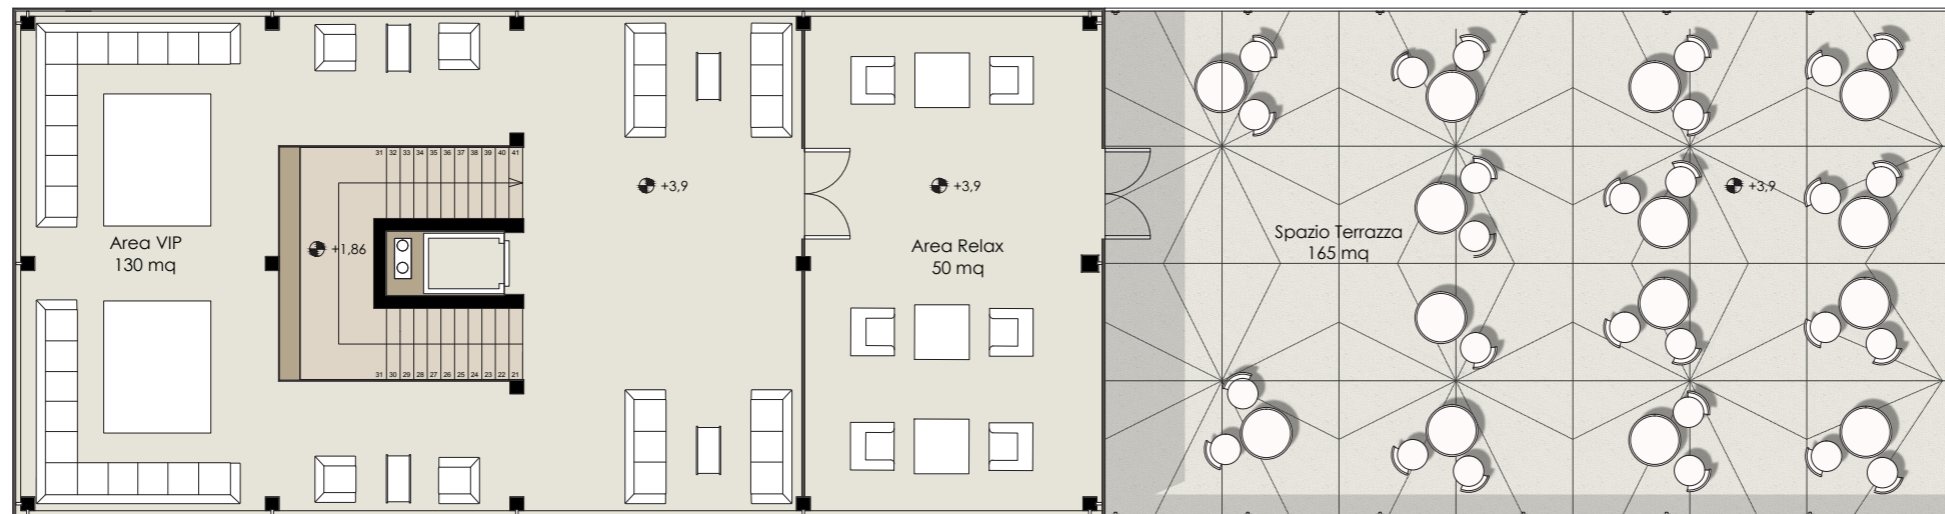 31 32 33 34 35 36 37 38 39 40 41
+3,9
+3,9
+3,9
Area VIP
130 mq
+1,86
Area Relax
50 mq
Spazio Terrazza
165 mq
31 30 29 28 27 26 25 24 23 22 21